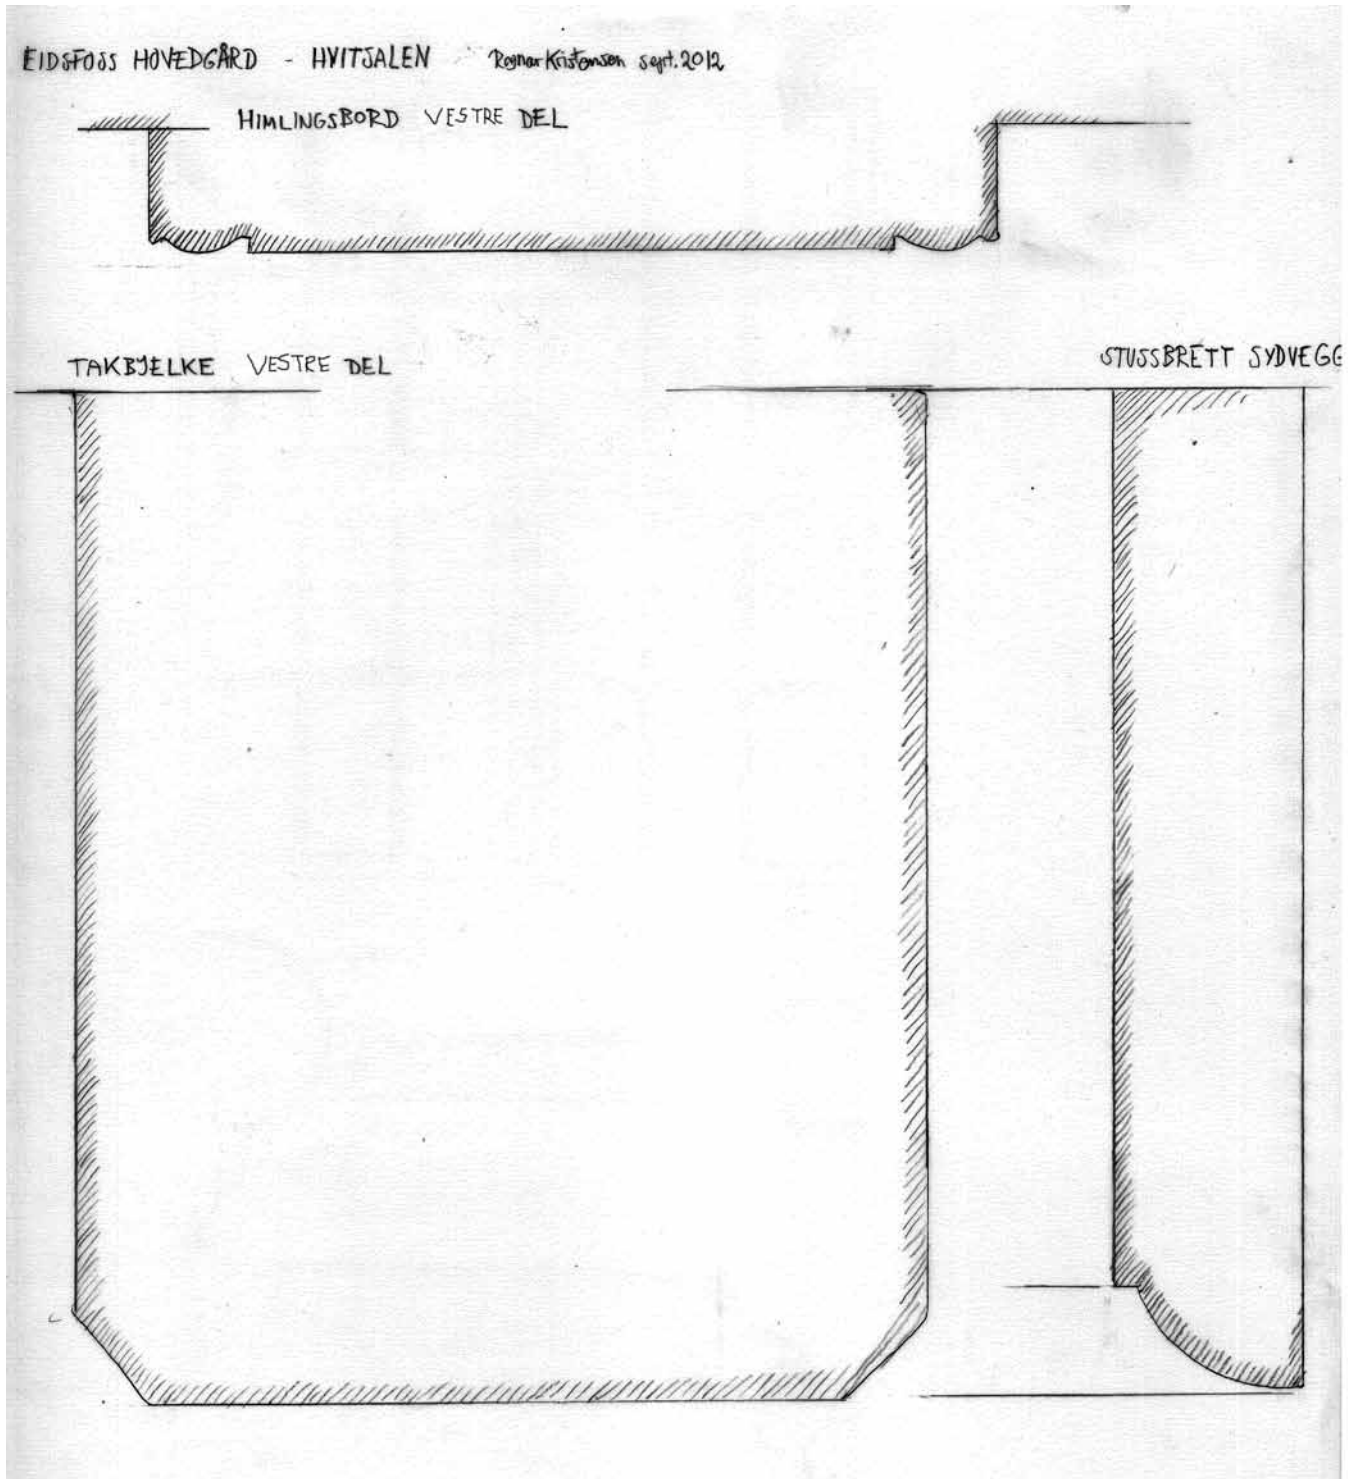 EIDSFOSS HOVEDGÅRD - HVITSALEN Ragnar Kristensen sept. 2012
HIMLINGSBORD VESTRE DEL
TAKBJELKE VESTRE DEL
STUSSBRETT SYDVEGG